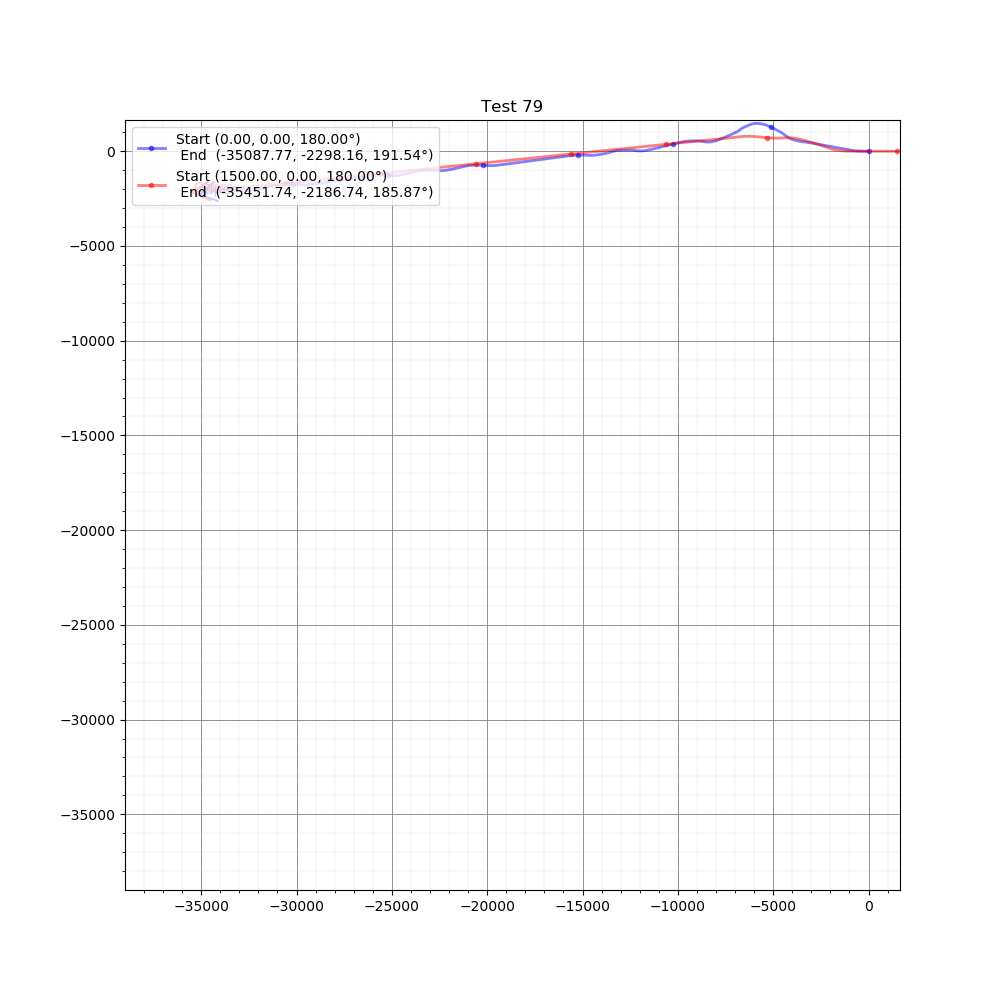 Test 79
Start (0.00, 0.00, 180.00°)
End (-35087.77, -2298.16, 191.54°)
Start (1500.00, 0.00, 180.00°)
End (-35451.74, -2186.74, 185.87°)
0
−5000
−10000
−15000
−20000
−25000
−30000
−35000
−35000 −30000 −25000 −20000 −15000 −10000 −5000 0